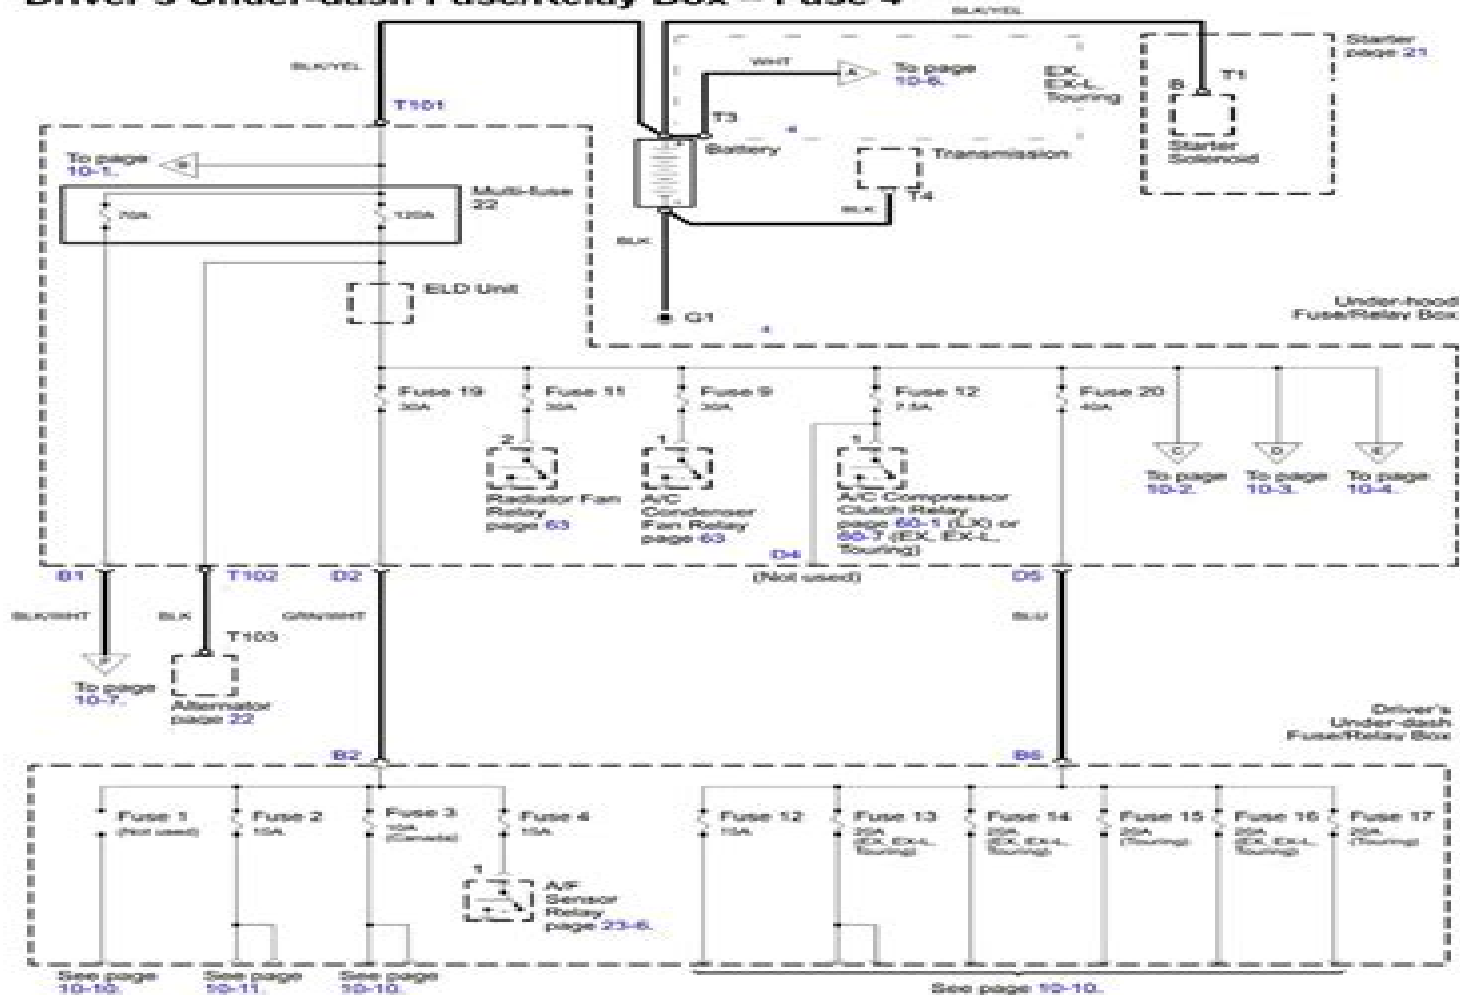 Driver's Under-dash Fuse/Relay Box – Fuse 4
BLK/YEL
Starter
page 21
BLK/YEL
WHT
A
To page
10-6.
EX,
EX-L,
Touring
T1
B
T101
T3
Starter
Solenoid
To page
10-1.
B
Battery
Transmission
Multi-fuse
22
70A
120A
T4
BLK
BLK
ELD Unit
G1
Under-hood
Fuse/Relay Box
Fuse 19
30A
Fuse 11
30A
Fuse 9
30A
Fuse 12
7.5A
Fuse 20
40A
2
1
1
C
D
E
To page
10-2.
To page
10-3.
To page
10-4.
Radiator Fan
Relay
page 63
A/C
Condenser
Fan Relay
page 63
A/C Compressor
Clutch Relay
page 60-1 (LX) or
60-7 (EX, EX-L,
Touring)
D4
(Not used)
B1
T102
D2
D5
BLK/WHT
BLK
GRN/WHT
BLU
T103
F
To page
10-7.
Alternator
page 22
Driver's
Under-dash
Fuse/Relay Box
B2
Fuse 1
(Not used)
Fuse 2
10A
Fuse 3
10A
(Canada)
Fuse 4
Fuse 12
10A
Fuse 13
20A
(EX, EX-L,
Touring)
Fuse 14
20A
(EX, EX-L,
Touring)
Fuse 15
20A
(Touring)
Fuse 16
20A
(EX, EX-L,
Touring)
Fuse 17
20A
(Touring)
1
A/F
Sensor
Relay
page 23-6.
See page
10-10.
See page
10-11.
See page
10-10.
See page 10-10.